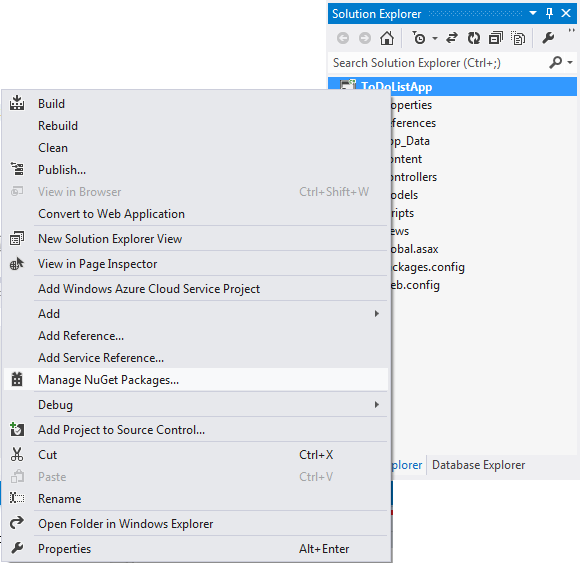 Solution Explorer
Search Solution Explorer (Ctrl+;)
ToDoListApp
operties
eferences
pp_Data
ontent
ontrollers
odels
ripts
ews
obal.asax
ckages.config
eb.config
plorer
Database Explorer
Build
Rebuild
Clean
Publish...
View in Browser Ctrl+Shift+W
Convert to Web Application
New Solution Explorer View
View in Page Inspector
Add Windows Azure Cloud Service Project
Add
Add Reference...
Add Service Reference...
Manage NuGet Packages...
Debug
Add Project to Source Control...
Cut Ctrl+X
Paste Ctrl+V
Rename
Open Folder in Windows Explorer
Properties Alt+Enter